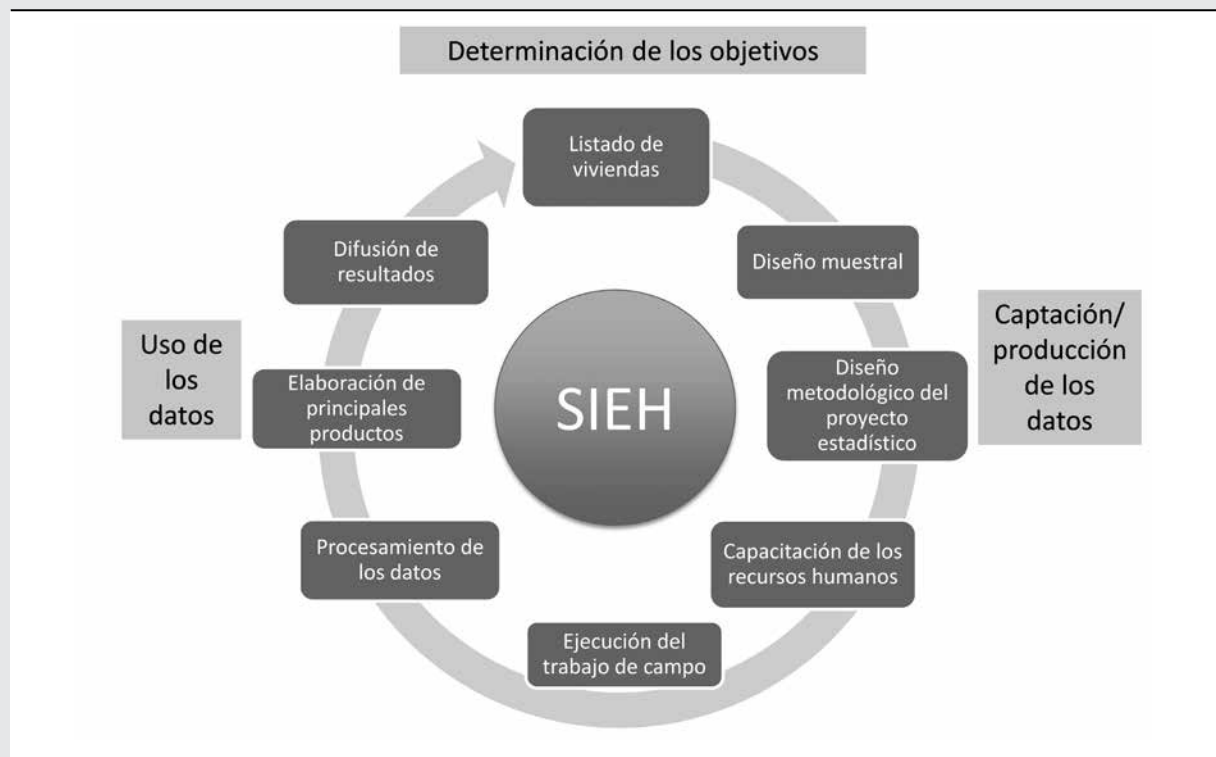 Determinación de los objetivos
Listado de
viviendas
Diseño muestral
Captación/
producción
de los
datos
Diseño
metodológico del
proyecto
estadístico
Capacitación de los
recursos humanos
Ejecución del
trabajo de campo
Procesamiento de
los datos
Elaboración de
principales
productos
Uso de
los
datos
Difusión de
resultados
SIEH